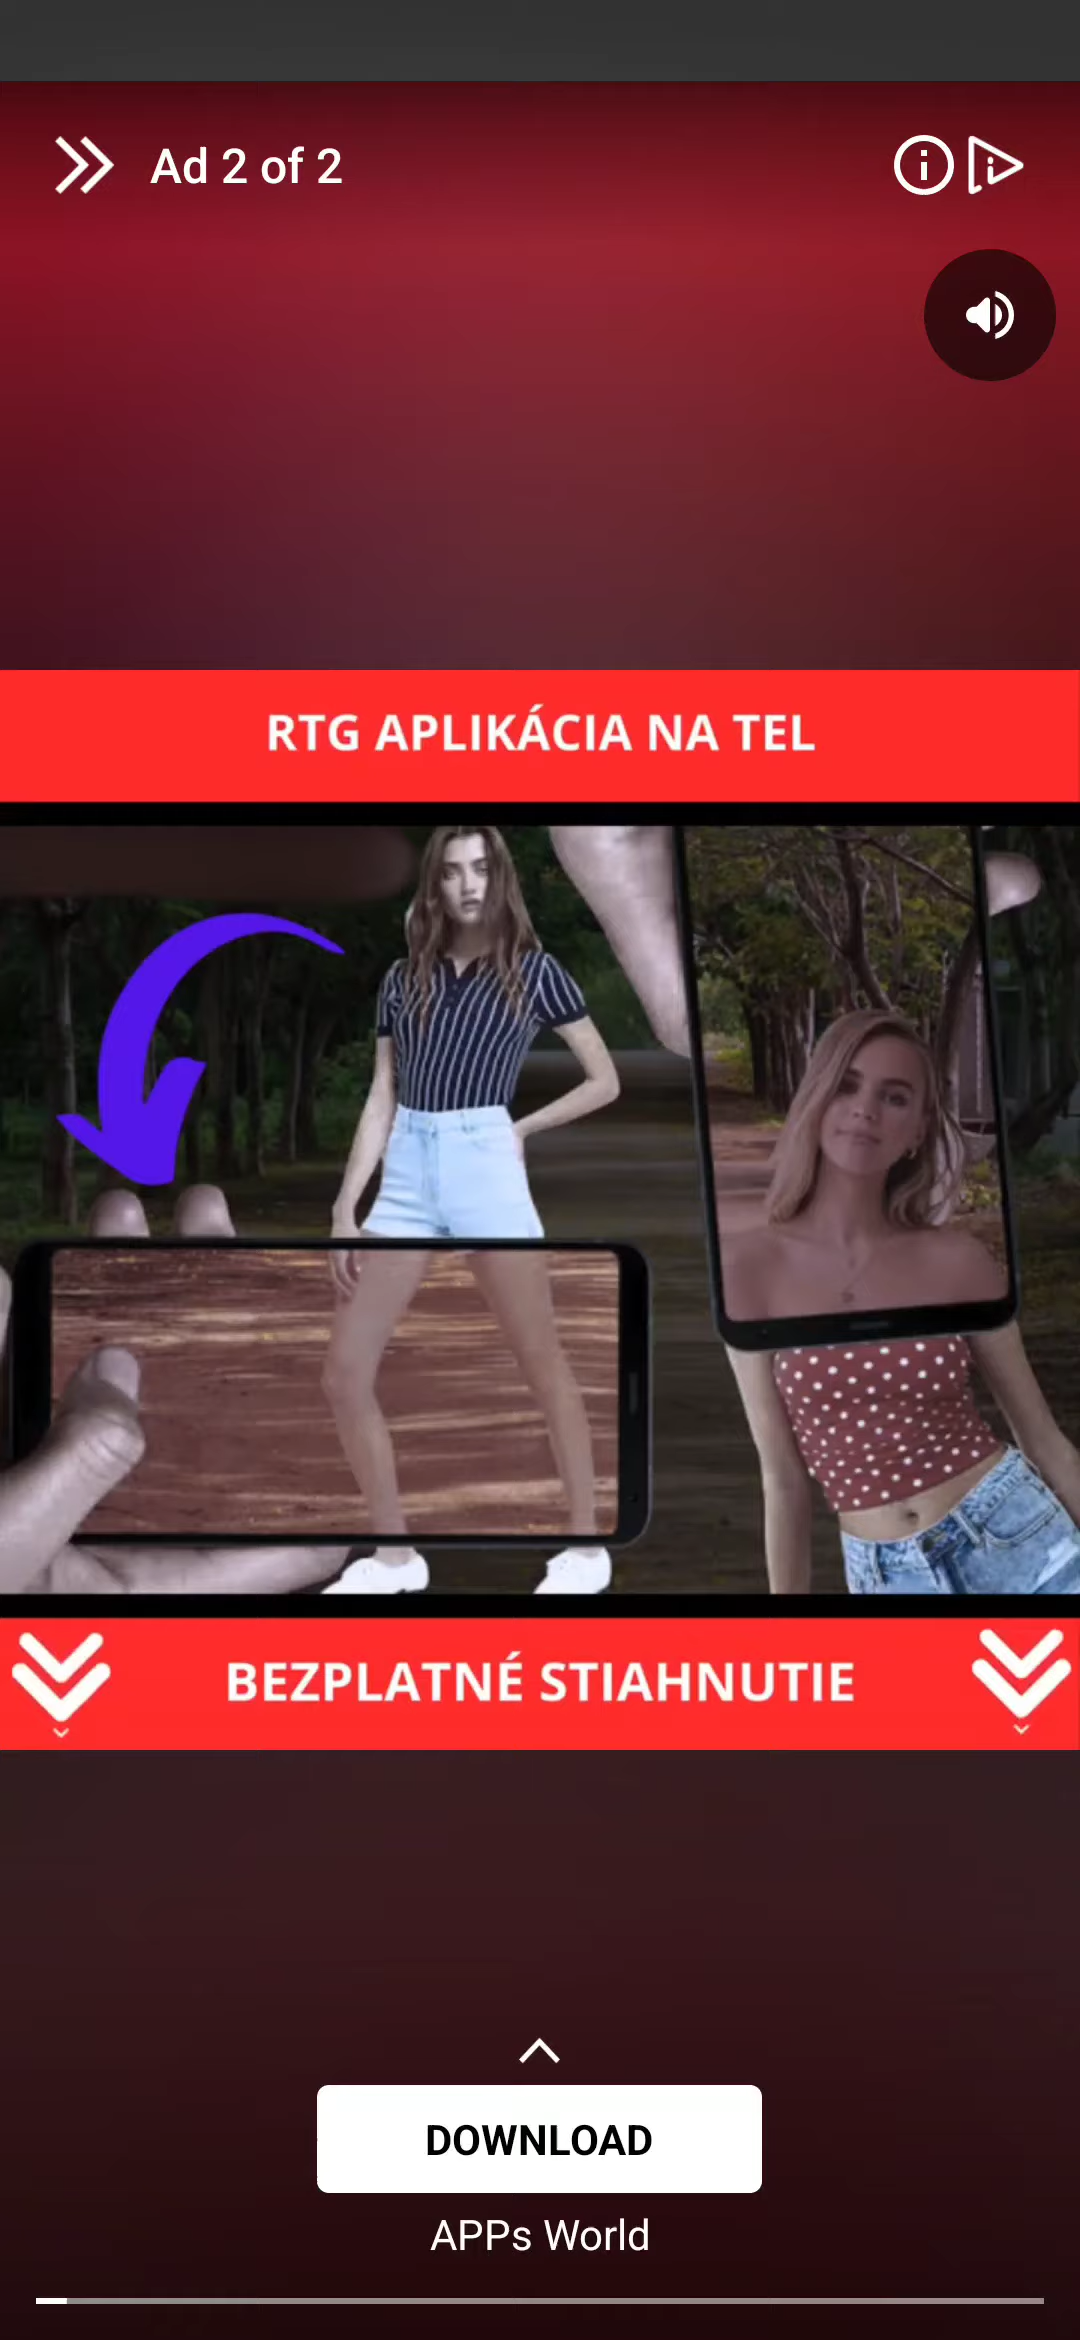 Ad 2 of 2
RTG APLIKÁCIA NA TEL
BEZPLATNÉ STIAHNUTIE
DOWNLOAD
APPs World